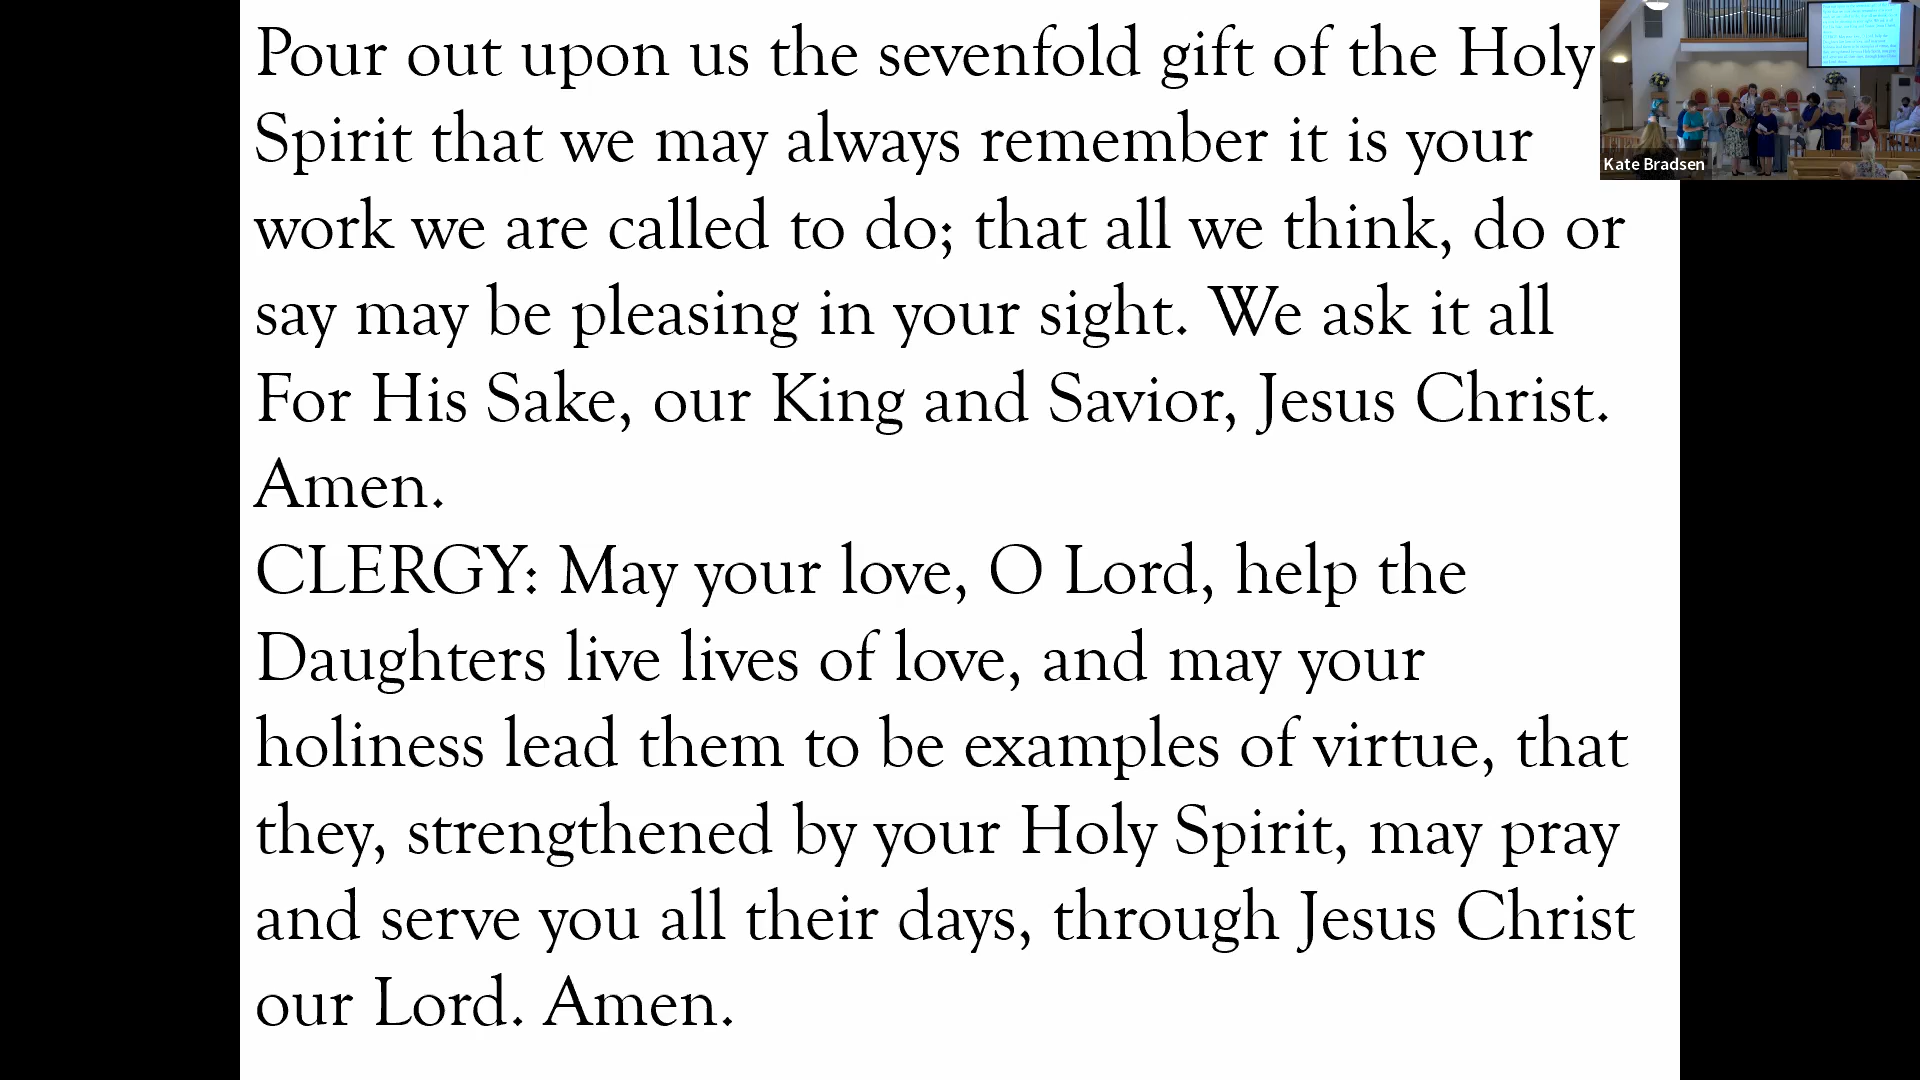 Pour out upon us the sevenfold gift of the Holy
Spirit that we may always remember it is your
work we are called to do; that all we think, do or
say may be pleasing in your sight. We ask it all
For His Sake, our King and Savior, Jesus Christ.
Amen.
CLERGY: May your love, O Lord, help the
Daughters live lives of love, and may your
holiness lead them to be examples of virtue, that
they, strengthened by your Holy Spirit, may pray
and serve you all their days, through Jesus Christ
our Lord. Amen.
Kate Bradsen